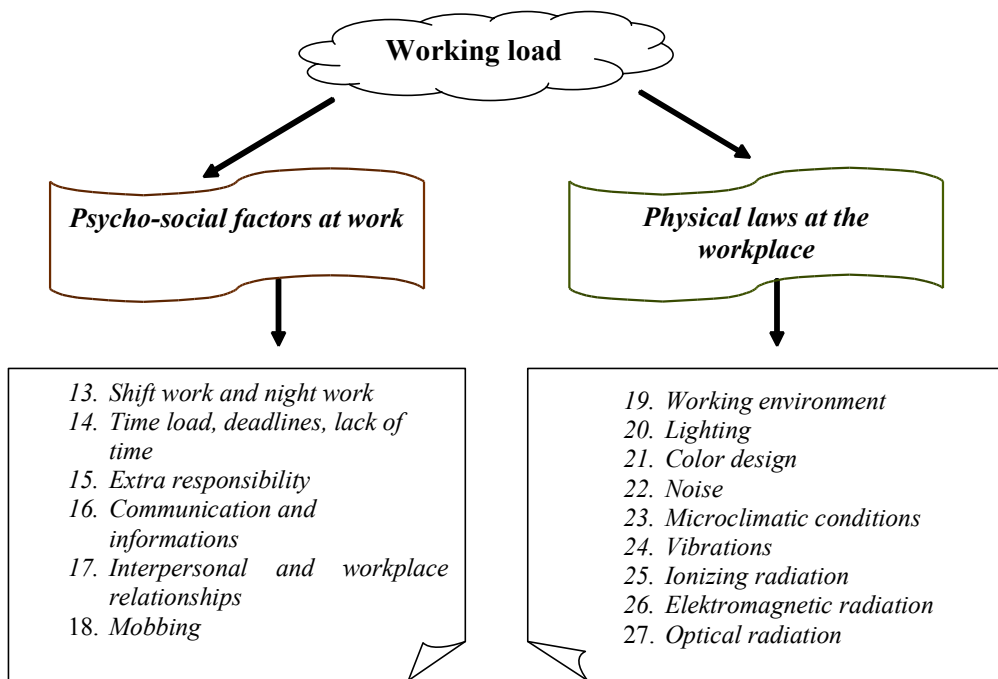 Working load
Psycho-social factors at work
Physical laws at the
workplace
13. Shift work and night work
14. Time load, deadlines, lack of
time
15. Extra responsibility
16. Communication and
informations
17. Interpersonal and workplace
relationships
18. Mobbing
19. Working environment
20. Lighting
21. Color design
22. Noise
23. Microclimatic conditions
24. Vibrations
25. Ionizing radiation
26. Elektromagnetic radiation
27. Optical radiation